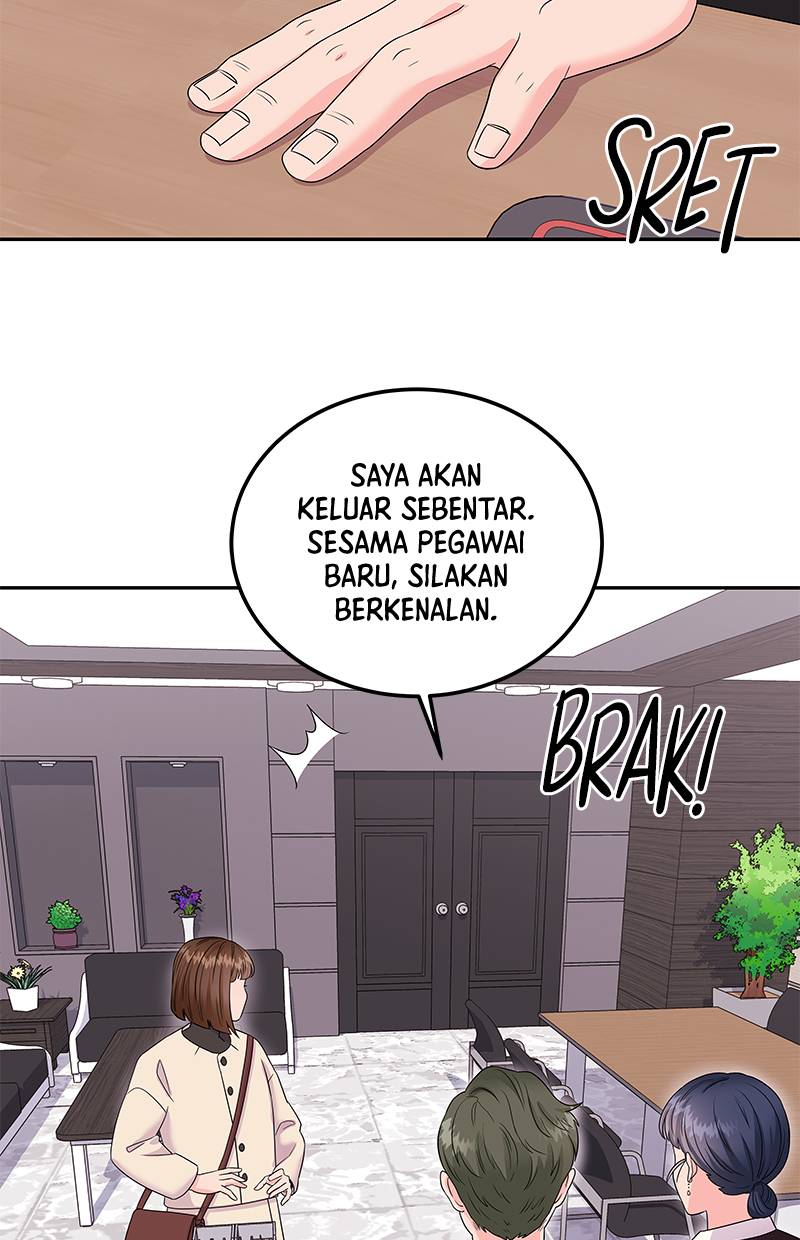 SRET
SAYA AKAN
KELUAR SEBENTAR.
SESAMA PEGAWAI
BARU, SILAKAN
BERKENALAN.
BRAK!